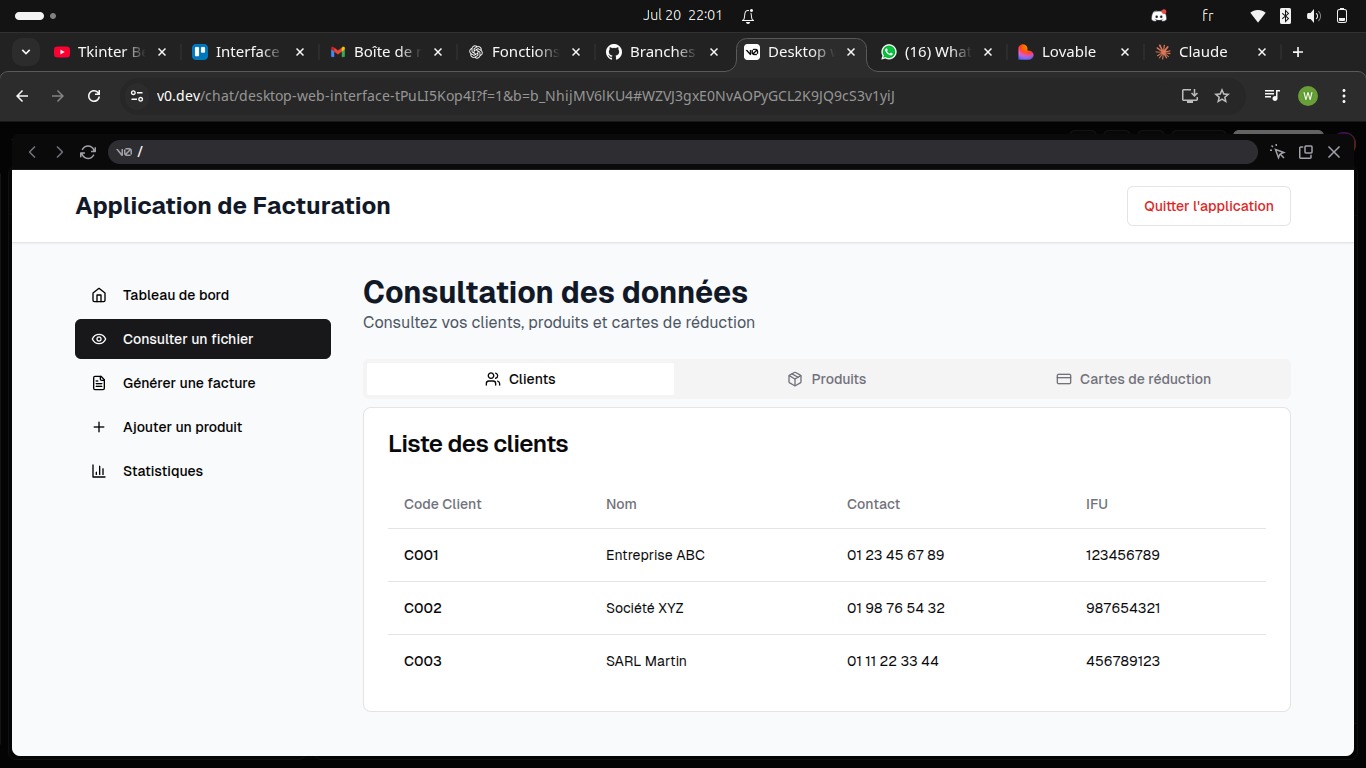 Jul 20 22:01
fr
Tkinter B
Interface
Boîte de r
Fonctions
Branches
Desktop
(16) What
Lovable
Claude
v0.dev/chat/desktop-web-interface-tPuLI5Kop4I?f=1&b=b_NhijMV6lKU4#WZVJ3gxE0NvAOPyGCL2K9JQ9cS3v1yiJ
W
v0 /
Application de Facturation
Quitter l'application
Tableau de bord
Consulter un fichier
Générer une facture
Ajouter un produit
Statistiques
Consultation des données
Consultez vos clients, produits et cartes de réduction
Clients
Produits
Cartes de réduction
Liste des clients
Code Client Nom Contact IFU
C001 Entreprise ABC 01 23 45 67 89 123456789
C002 Société XYZ 01 98 76 54 32 987654321
C003 SARL Martin 01 11 22 33 44 456789123